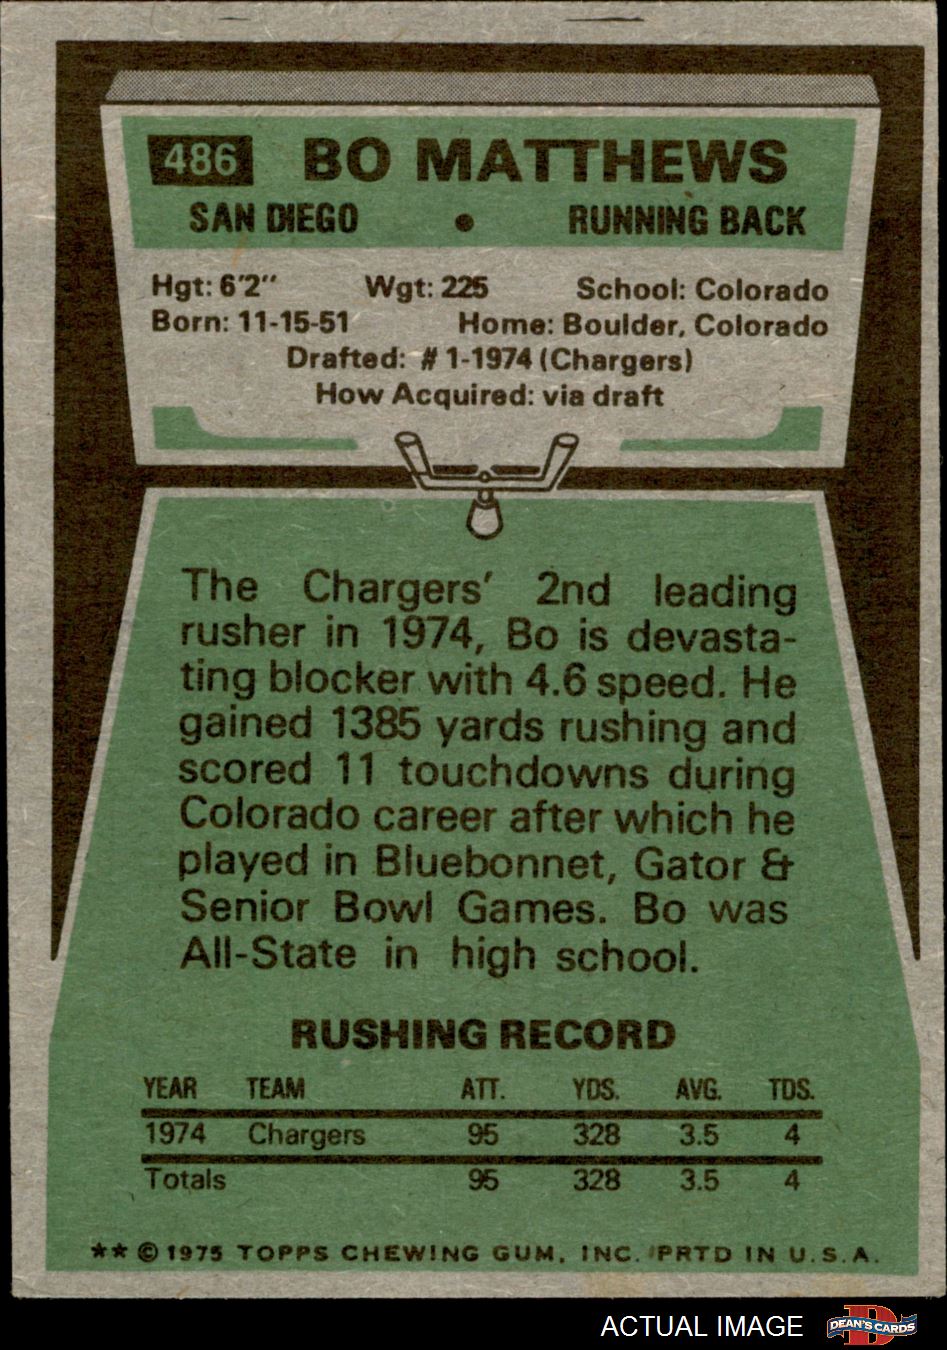 486 BO MATTHEWS
SAN DIEGO • RUNNING BACK
Hgt: 6'2" Wgt: 225 School: Colorado
Born: 11-15-51 Home: Boulder, Colorado
Drafted: #1-1974 (Chargers)
How Acquired: via draft
The Chargers' 2nd leading
rusher in 1974, Bo is devasta-
ting blocker with 4.6 speed. He
gained 1385 yards rushing and
scored 11 touchdowns during
Colorado career after which he
played in Bluebonnet, Gator &
Senior Bowl Games. Bo was
All-State in high school.
RUSHING RECORD
YEAR TEAM ATT. YDS. AVG. TDS.
1974 Chargers 95 328 3.5 4
Totals 95 328 3.5 4
** © 1975 TOPPS CHEWING GUM, INC. PRTD IN U.S.A.
ACTUAL IMAGE D DEAN'S CARDS